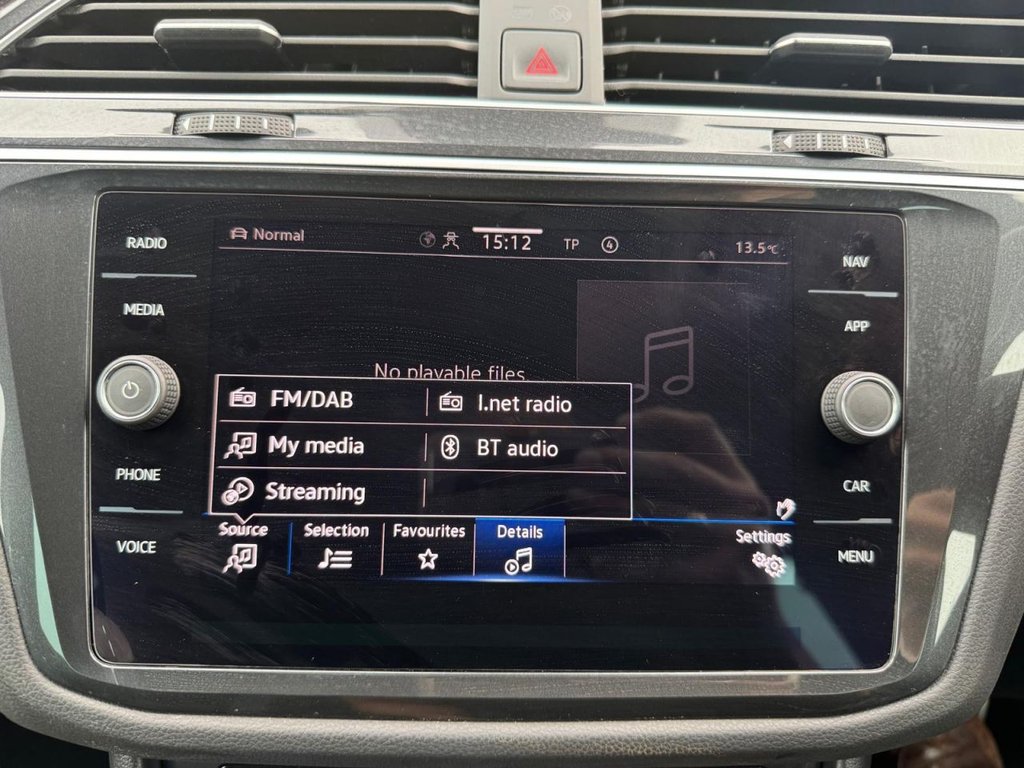 RADIO
MEDIA
PHONE
VOICE
Normal
15:12
TP
4
13.5°C
No playable files.
FM/DAB
I.net radio
My media
BT audio
Streaming
Source
Selection
Favourites
Details
Settings
NAV
APP
CAR
MENU